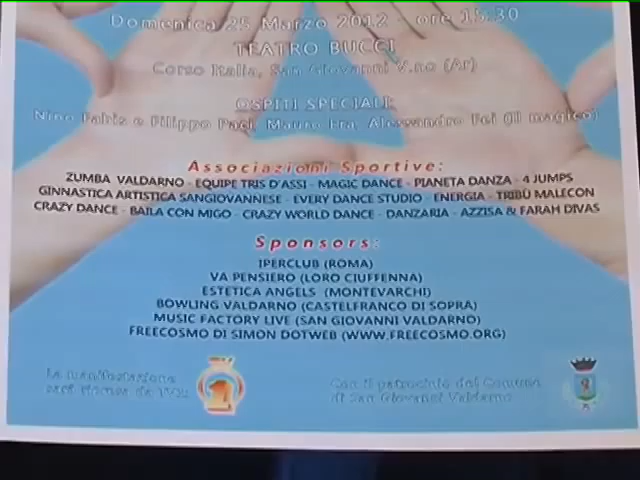 Domenica 25 Marzo 2012 - ore 15:30
TEATRO BUCCI
Corso Italia, San Giovanni V.no (Ar)
OSPITI SPECIALI:
Nino e Filippo Paci, Mauro Alessandro (Il magico)
Associazioni Sportive:
ZUMBA VALDARNO - EQUIPE TRIS D'ASSI - MAGIC DANCE - PIANETA DANZA - 4 JUMPS
GINNASTICA ARTISTICA SANGIOVANNESE - EVERY DANCE STUDIO - ENERGIA - TRIBÙ MALECON
CRAZY DANCE - BAILA CON MIGO - CRAZY WORLD DANCE - DANZARIA - AZZISA & FARAH DIVAS
Sponsors:
IPERCLUB (ROMA)
VA PENSIERO (LORO CIUFFENNA)
ESTETICA ANGELS (MONTEVARCHI)
BOWLING VALDARNO (CASTELFRANCO DI SOPRA)
MUSIC FACTORY LIVE (SAN GIOVANNI VALDARNO)
FREECOSMO DI SIMON DOTWEB (WWW.FREECOSMO.ORG)
La manifestazione
sarà ripresa da
1
Con il patrocinio del Comune
di San Giovanni Valdarno